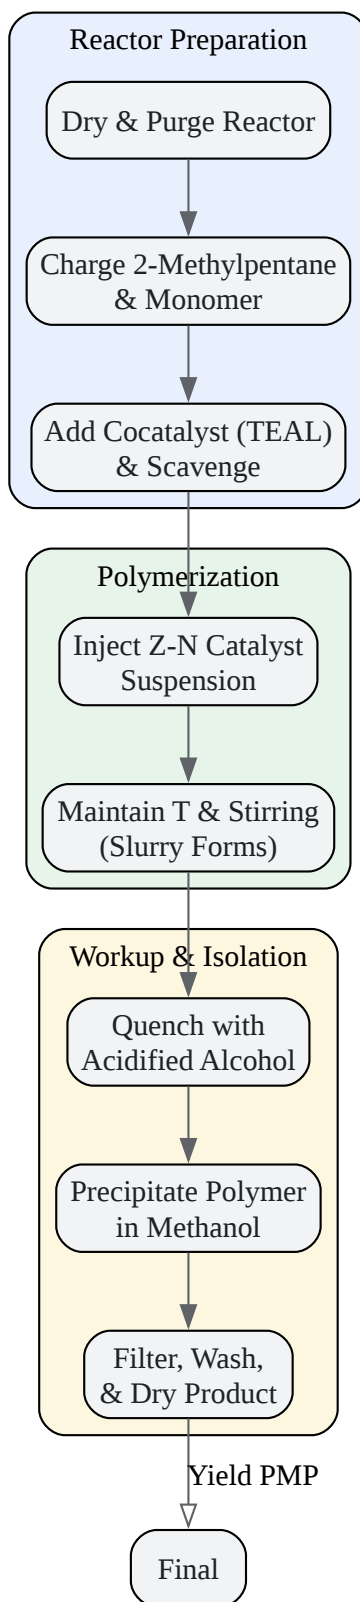 Reactor Preparation
Dry & Purge Reactor
Charge 2-Methylpentane
& Monomer
Add Cocatalyst (TEAL)
& Scavenge
Polymerization
Inject Z-N Catalyst
Suspension
Maintain T & Stirring
(Slurry Forms)
Workup & Isolation
Quench with
Acidified Alcohol
Precipitate Polymer
in Methanol
Filter, Wash,
& Dry Product
Yield PMP
Final